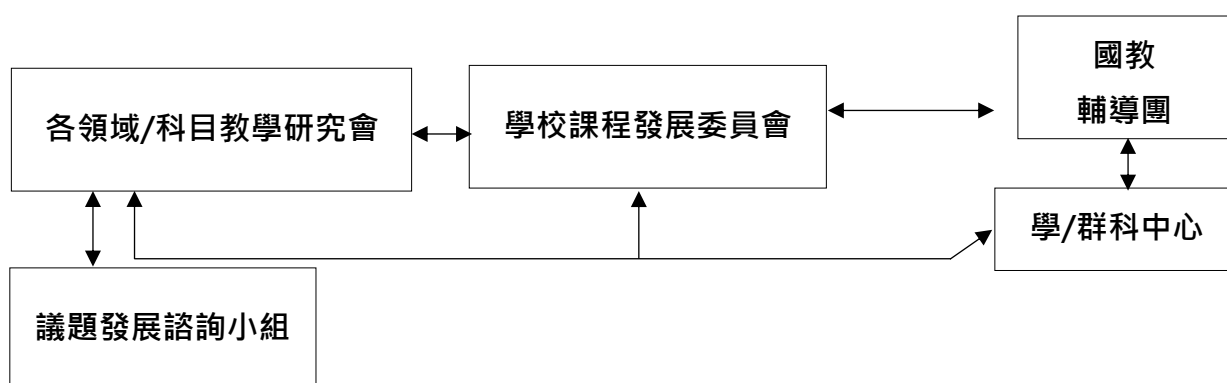 國教
輔導團
各領域/科目教學研究會
學校課程發展委員會
學/群科中心
議題發展諮詢小組